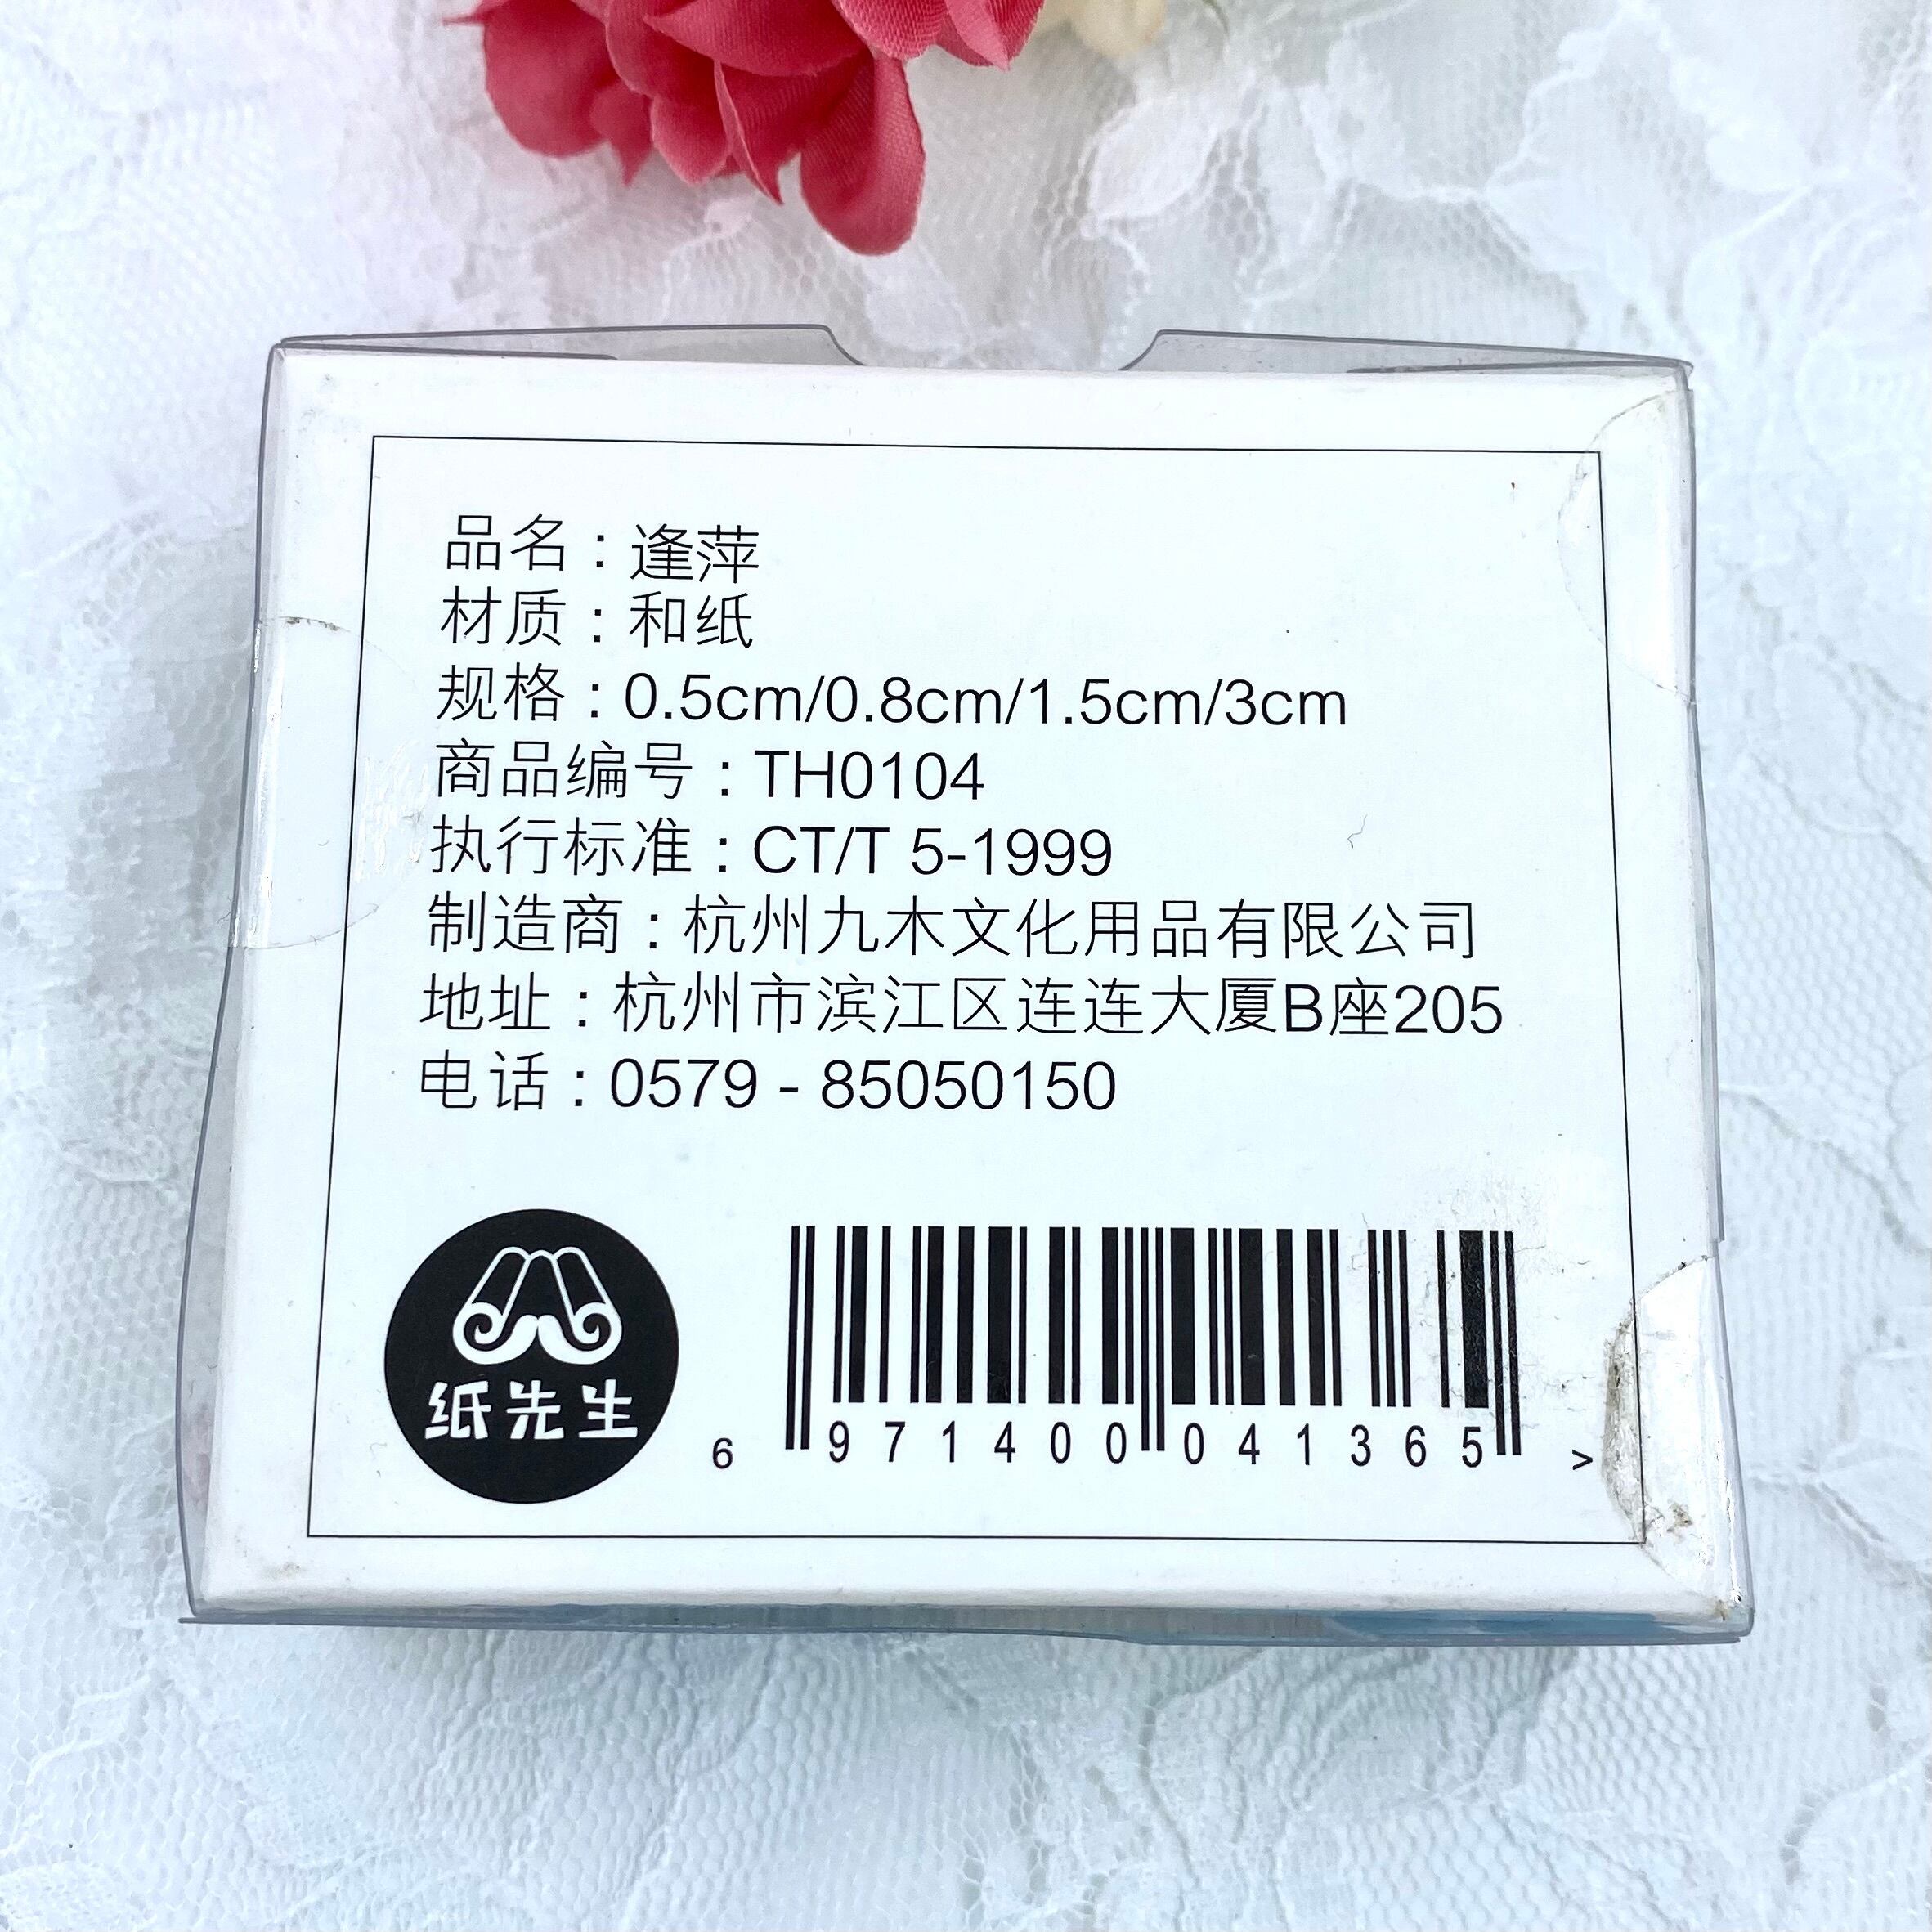 品名：逢萍
材质：和纸
规格：0.5cm/0.8cm/1.5cm/3cm
商品编号：TH0104
执行标准：CT/T 5-1999
制造商：杭州九木文化用品有限公司
地址：杭州市滨江区连连大厦B座205
电话：0579 - 85050150
纸先生
6 971400 041365 >